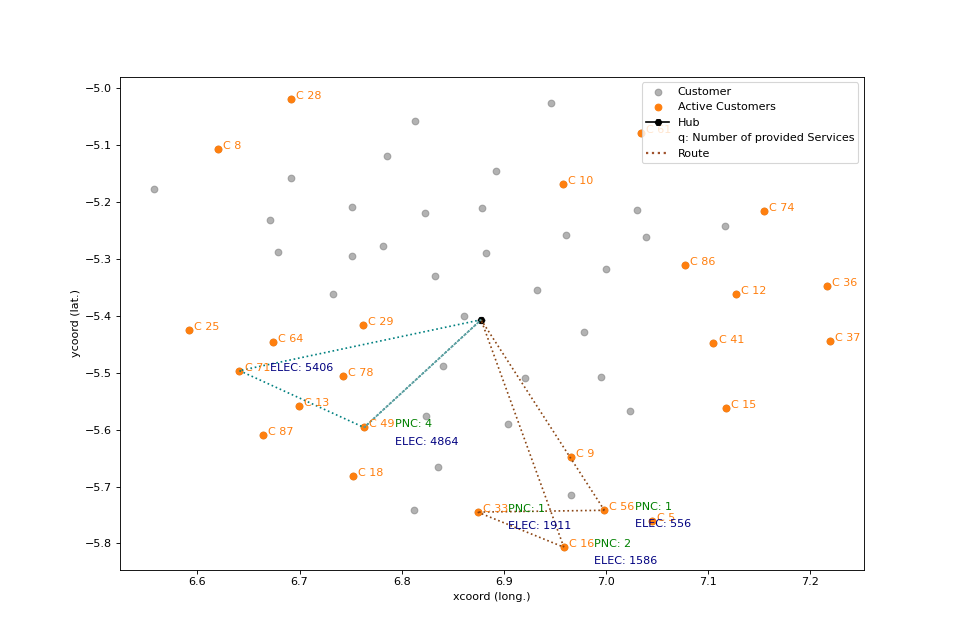 −5.0
−5.1
−5.2
−5.3
−5.4
−5.5
−5.6
−5.7
−5.8
ycoord (lat.)
6.6
6.7
6.8
6.9
7.0
7.1
7.2
xcoord (long.)
Customer
Active Customers
Hub
q: Number of provided Services
Route
C 28
C 8
C 10
C 74
C 86
C 36
C 12
C 25
C 29
C 64
C 41
C 37
C 71
ELEC: 5406
C 78
C 13
C 15
C 49
PNC: 4
ELEC: 4864
C 87
C 9
C 18
C 33
PNC: 1
ELEC: 1911
C 56
PNC: 1
ELEC: 556
C 5
C 16
PNC: 2
ELEC: 1586